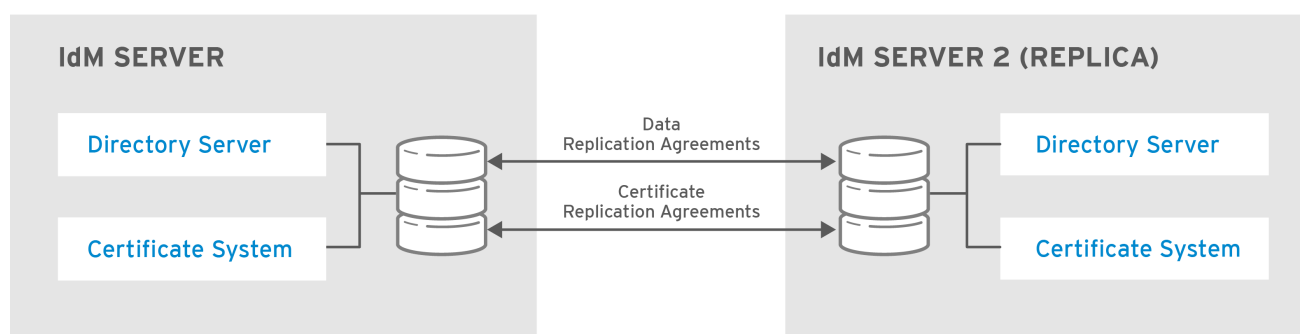 IdM SERVER
Directory Server
Certificate System
Data
Replication Agreements
Certificate
Replication Agreements
IdM SERVER 2 (REPLICA)
Directory Server
Certificate System